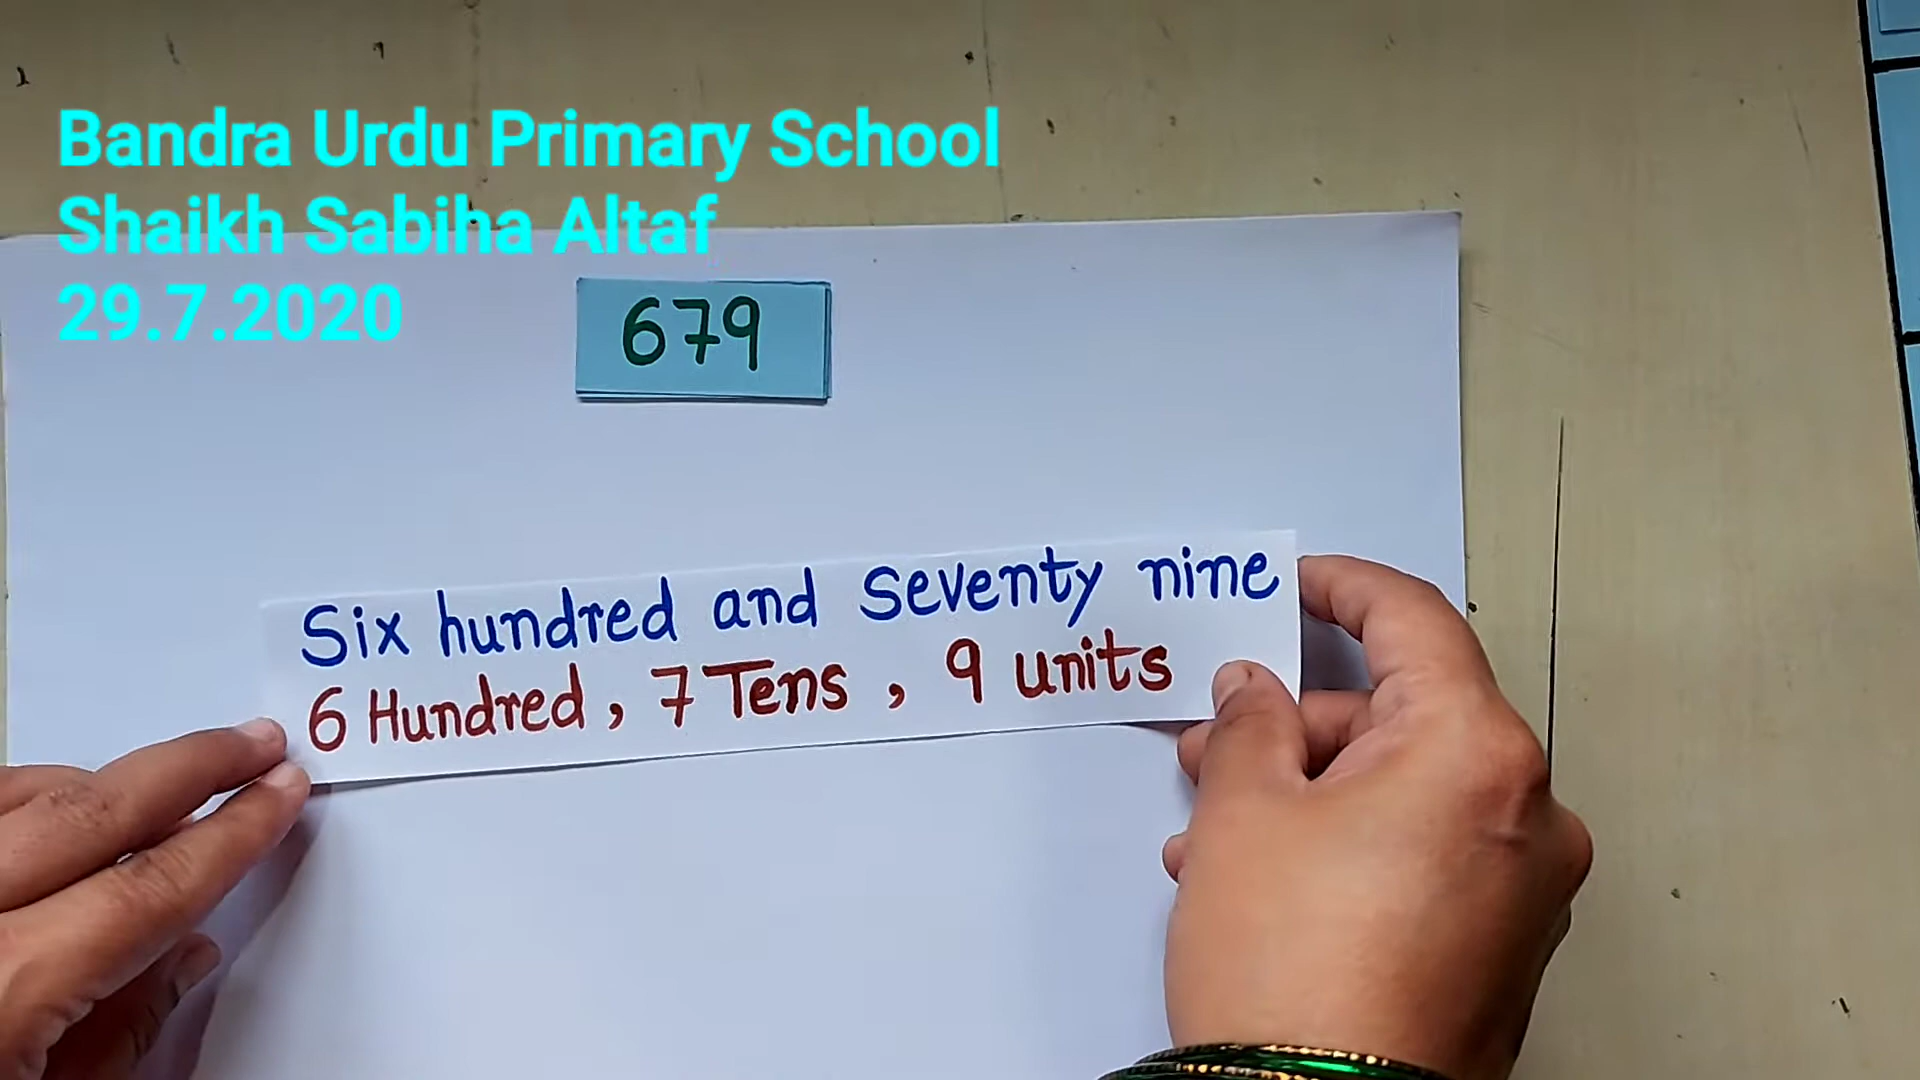 Bandra Urdu Primary School
Shaikh Sabiha Altaf
29.7.2020
679
Six hundred and seventy nine
6 Hundred, 7 Tens, 9 units